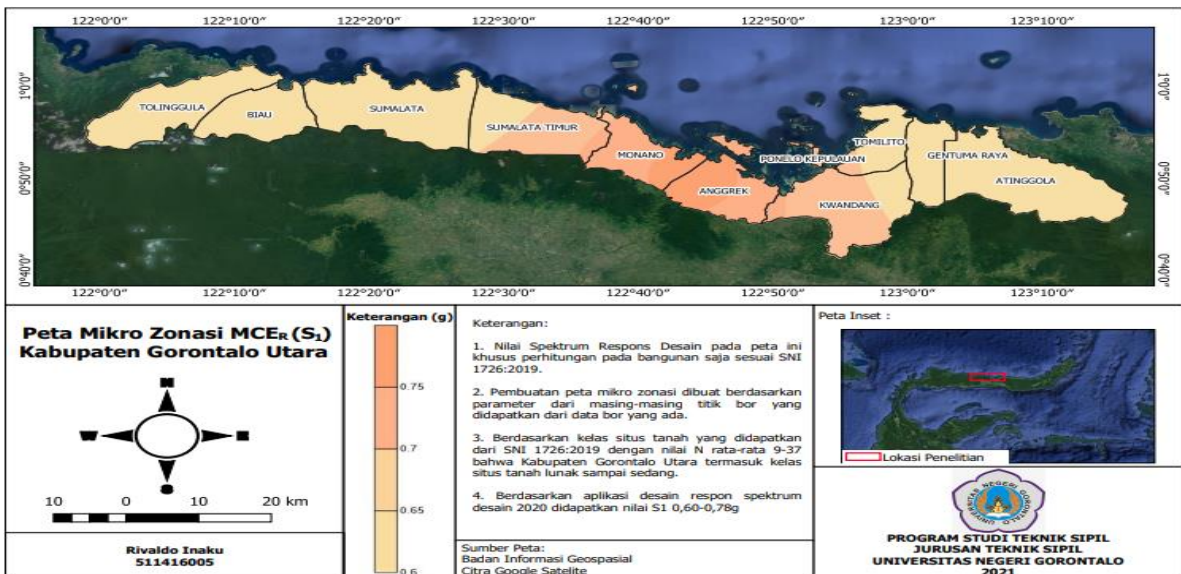 122°0'0" 122°10'0" 122°20'0" 122°30'0" 122°40'0" 122°50'0" 123°0'0" 123°10'0"
1°0'0" 1°0'0"
0°50'0" 0°50'0"
0°40'0" 0°40'0"
TOLINGGULA
BIAU
SUMALATA
SUMALATA TIMUR
MONANO
ANGGREK
PONELO KEPULAUAN
TOMILITO
KWANDANG
GENTUMA RAYA
ATINGGOLA
122°0'0" 122°10'0" 122°20'0" 122°30'0" 122°40'0" 122°50'0" 123°0'0" 123°10'0"
Peta Mikro Zonasi MCER (S1)
Kabupaten Gorontalo Utara
10 0 10 20 km
Rivaldo Inaku
511416005
Keterangan (g)
0.75
0.7
0.65
0.6
Keterangan:
1. Nilai Spektrum Respons Desain pada peta ini
khusus perhitungan pada bangunan saja sesuai SNI
1726:2019.
2. Pembuatan peta mikro zonasi dibuat berdasarkan
parameter dari masing-masing titik bor yang
didapatkan dari data bor yang ada.
3. Berdasarkan kelas situs tanah yang didapatkan
dari SNI 1726:2019 dengan nilai N rata-rata 9-37
bahwa Kabupaten Gorontalo Utara termasuk kelas
situs tanah lunak sampai sedang.
4. Berdasarkan aplikasi desain respon spektrum
desain 2020 didapatkan nilai S1 0,60-0,78g
Sumber Peta:
Badan Informasi Geospasial
Citra Google Satelite
Peta Inset :
Lokasi Penelitian
PROGRAM STUDI TEKNIK SIPIL
JURUSAN TEKNIK SIPIL
UNIVERSITAS NEGERI GORONTALO
2021